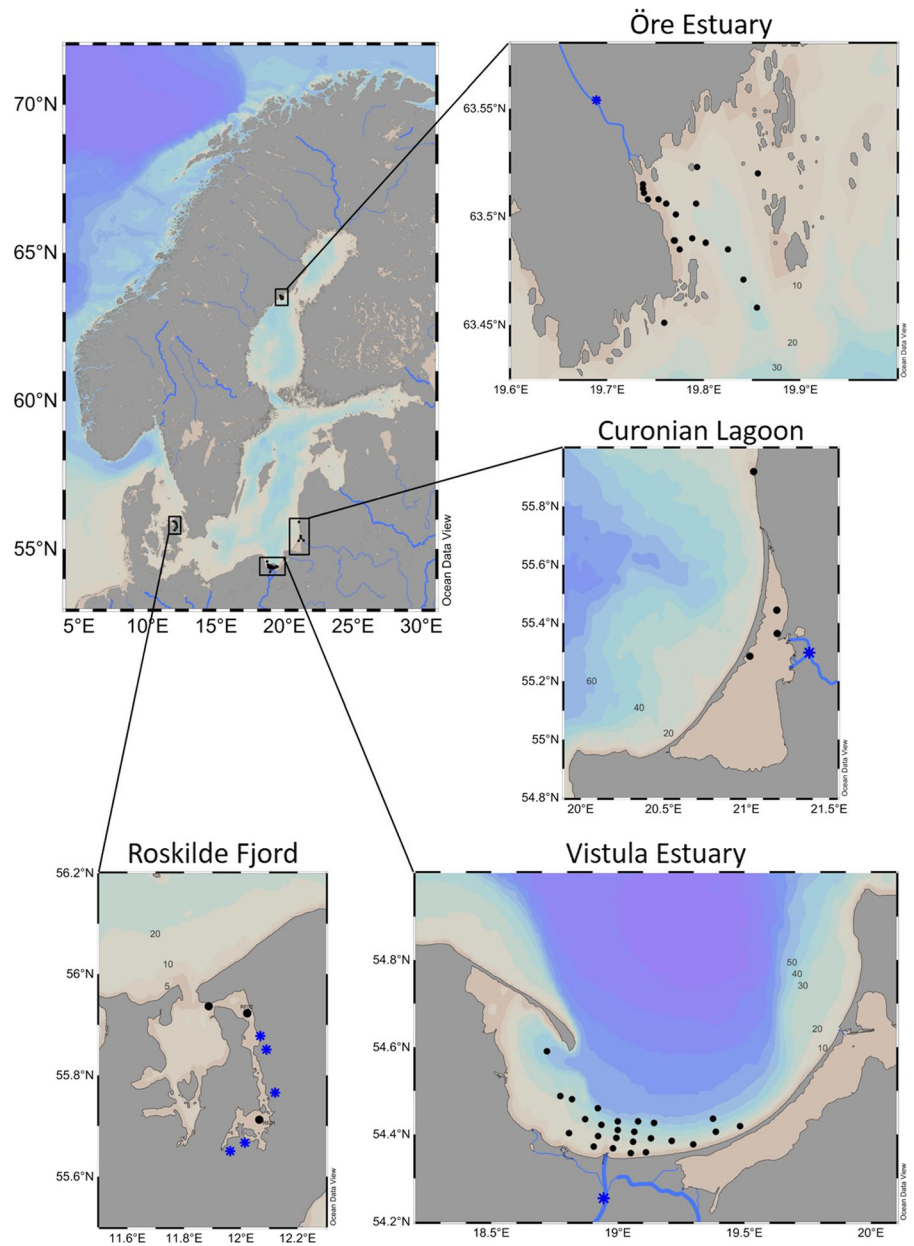 Öre Estuary
70°N
65°N
60°N
55°N
5°E 10°E 15°E 20°E 25°E 30°E
Ocean Data View
63.55°N
63.5°N
63.45°N
10
20
30
19.6°E 19.7°E 19.8°E 19.9°E
Ocean Data View
Curonian Lagoon
55.8°N
55.6°N
55.4°N
55.2°N
55°N
54.8°N
60
40
20
20°E 20.5°E 21°E 21.5°E
Ocean Data View
Roskilde Fjord
56.2°N
56°N
55.8°N
55.6°N
20
10
5
11.6°E 11.8°E 12°E 12.2°E
Ocean Data View
Vistula Estuary
54.8°N
54.6°N
54.4°N
54.2°N
50
40
30
20
10
18.5°E 19°E 19.5°E 20°E
Ocean Data View